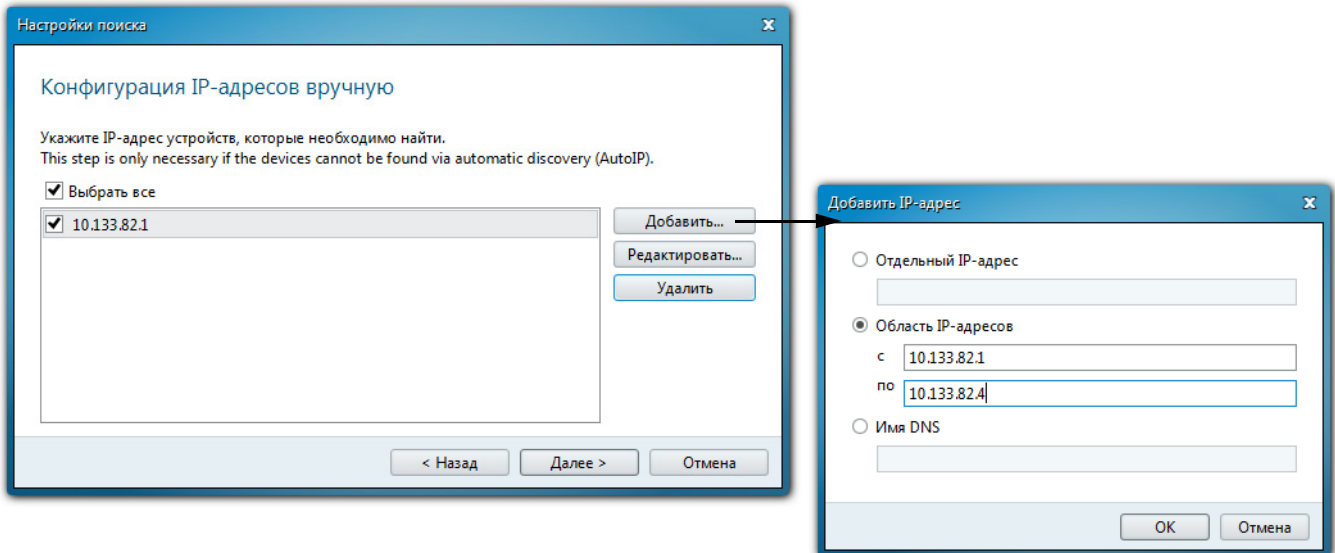 Настройки поиска
Конфигурация IP-адресов вручную
Укажите IP-адрес устройств, которые необходимо найти.
This step is only necessary if the devices cannot be found via automatic discovery (AutoIP).
Выбрать все
10.133.82.1
Добавить...
Редактировать...
Удалить
< Назад
Далее >
Отмена
Добавить IP-адрес
Отдельный IP-адрес
Область IP-адресов
с 10.133.82.1
по 10.133.82.4
Имя DNS
OK
Отмена